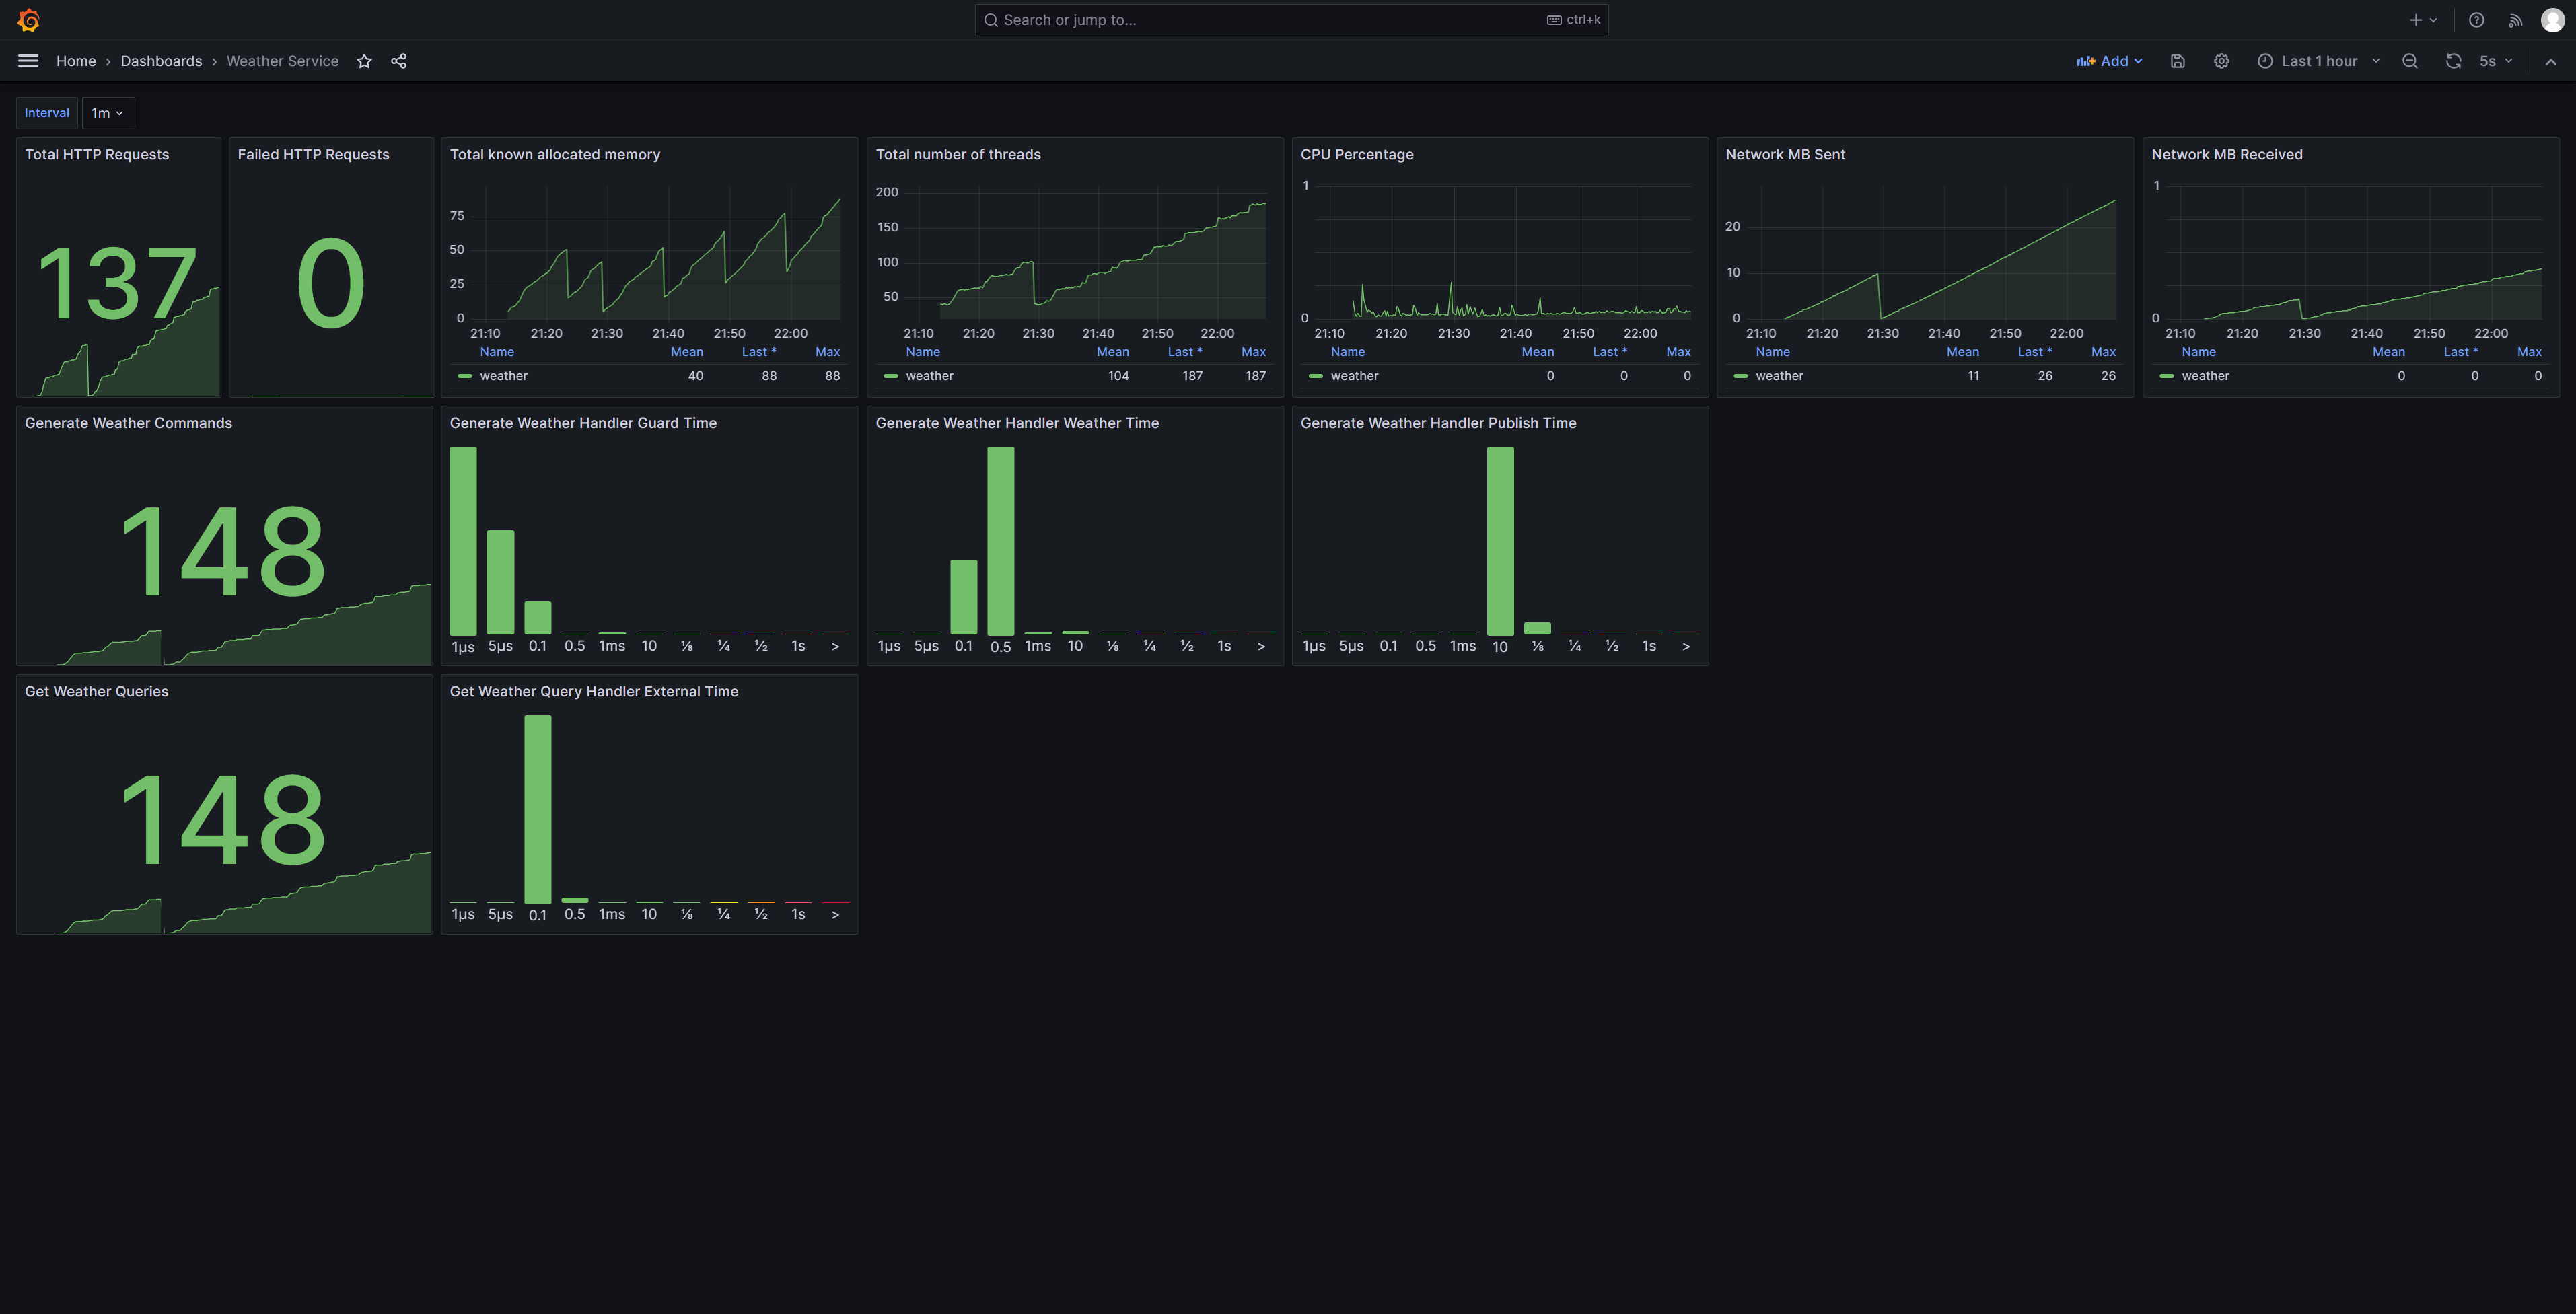 Search or jump to... ctrl+k
Home › Dashboards › Weather Service Add Last 1 hour 5s
Interval 1m
Total HTTP Requests
137
Failed HTTP Requests
0
Total known allocated memory
75
50
25
0
21:10 21:20 21:30 21:40 21:50 22:00
Name Mean Last * Max
weather 40 88 88
Total number of threads
200
150
100
50
21:10 21:20 21:30 21:40 21:50 22:00
Name Mean Last * Max
weather 104 187 187
CPU Percentage
1
0
21:10 21:20 21:30 21:40 21:50 22:00
Name Mean Last * Max
weather 0 0 0
Network MB Sent
20
10
0
21:10 21:20 21:30 21:40 21:50 22:00
Name Mean Last * Max
weather 11 26 26
Network MB Received
1
0
21:10 21:20 21:30 21:40 21:50 22:00
Name Mean Last * Max
weather 0 0 0
Generate Weather Commands
148
Generate Weather Handler Guard Time
1µs 5µs 0.1 0.5 1ms 10 ⅛ ¼ ½ 1s >
Generate Weather Handler Weather Time
1µs 5µs 0.1 0.5 1ms 10 ⅛ ¼ ½ 1s >
Generate Weather Handler Publish Time
1µs 5µs 0.1 0.5 1ms 10 ⅛ ¼ ½ 1s >
Get Weather Queries
148
Get Weather Query Handler External Time
1µs 5µs 0.1 0.5 1ms 10 ⅛ ¼ ½ 1s >